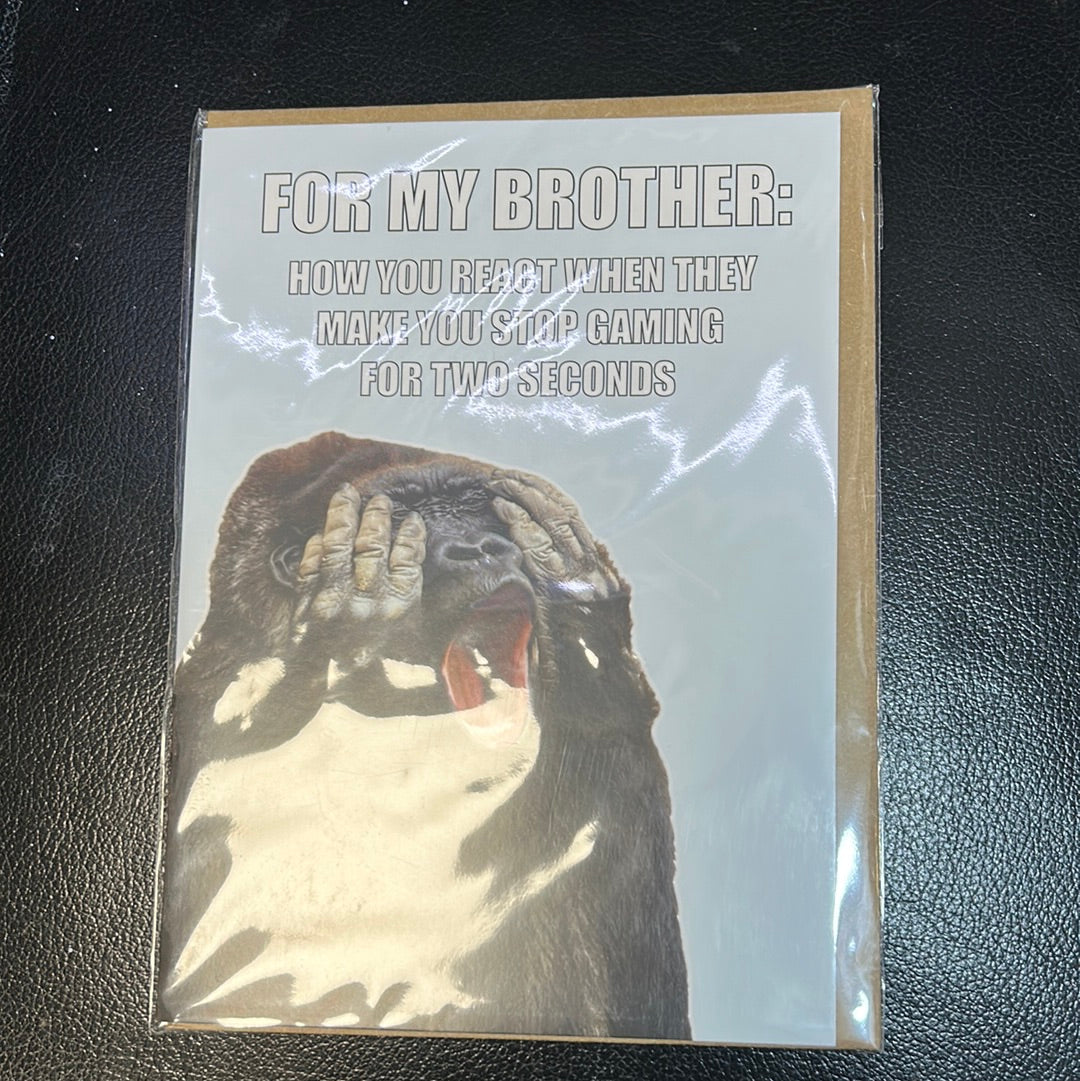 FOR MY BROTHER:
HOW YOU REACT WHEN THEY
MAKE YOU STOP GAMING
FOR TWO SECONDS